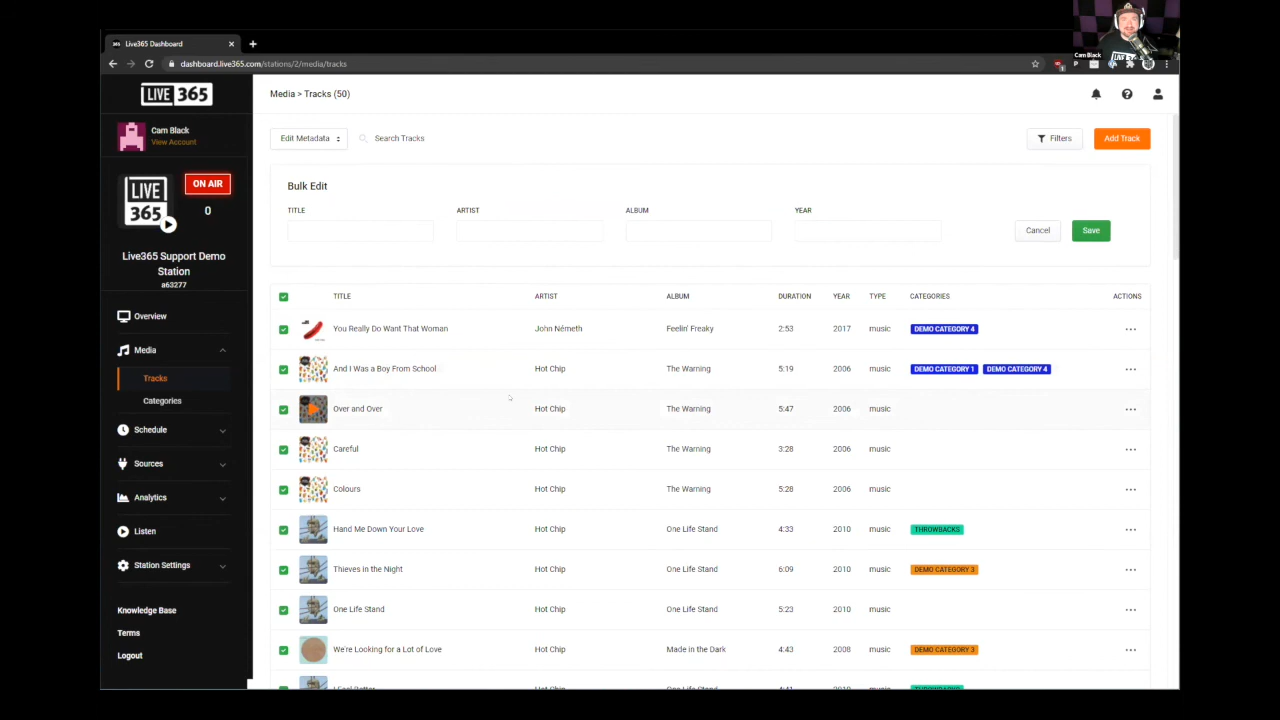 Cam Black
365 Live365 Dashboard
dashboard.live365.com/stations/2/media/tracks
LIVE 365
Media > Tracks (50)
Cam Black
View Account
Edit Metadata
Search Tracks
Filters
Add Track
LIVE 365
ON AIR
0
Bulk Edit
TITLE ARTIST ALBUM YEAR
Cancel
Save
Live365 Support Demo
Station
a63277
TITLE ARTIST ALBUM DURATION YEAR TYPE CATEGORIES ACTIONS
Overview
Media
Tracks
Categories
Schedule
Sources
Analytics
Listen
Station Settings
Knowledge Base
Terms
Logout
You Really Do Want That Woman John Németh Feelin' Freaky 2:53 2017 music DEMO CATEGORY 4
And I Was a Boy From School Hot Chip The Warning 5:19 2006 music DEMO CATEGORY 1 DEMO CATEGORY 4
Over and Over Hot Chip The Warning 5:47 2006 music
Careful Hot Chip The Warning 3:28 2006 music
Colours Hot Chip The Warning 5:28 2006 music
Hand Me Down Your Love Hot Chip One Life Stand 4:33 2010 music THROWBACKS
Thieves in the Night Hot Chip One Life Stand 6:09 2010 music DEMO CATEGORY 3
One Life Stand Hot Chip One Life Stand 5:23 2010 music
We're Looking for a Lot of Love Hot Chip Made in the Dark 4:43 2008 music DEMO CATEGORY 3